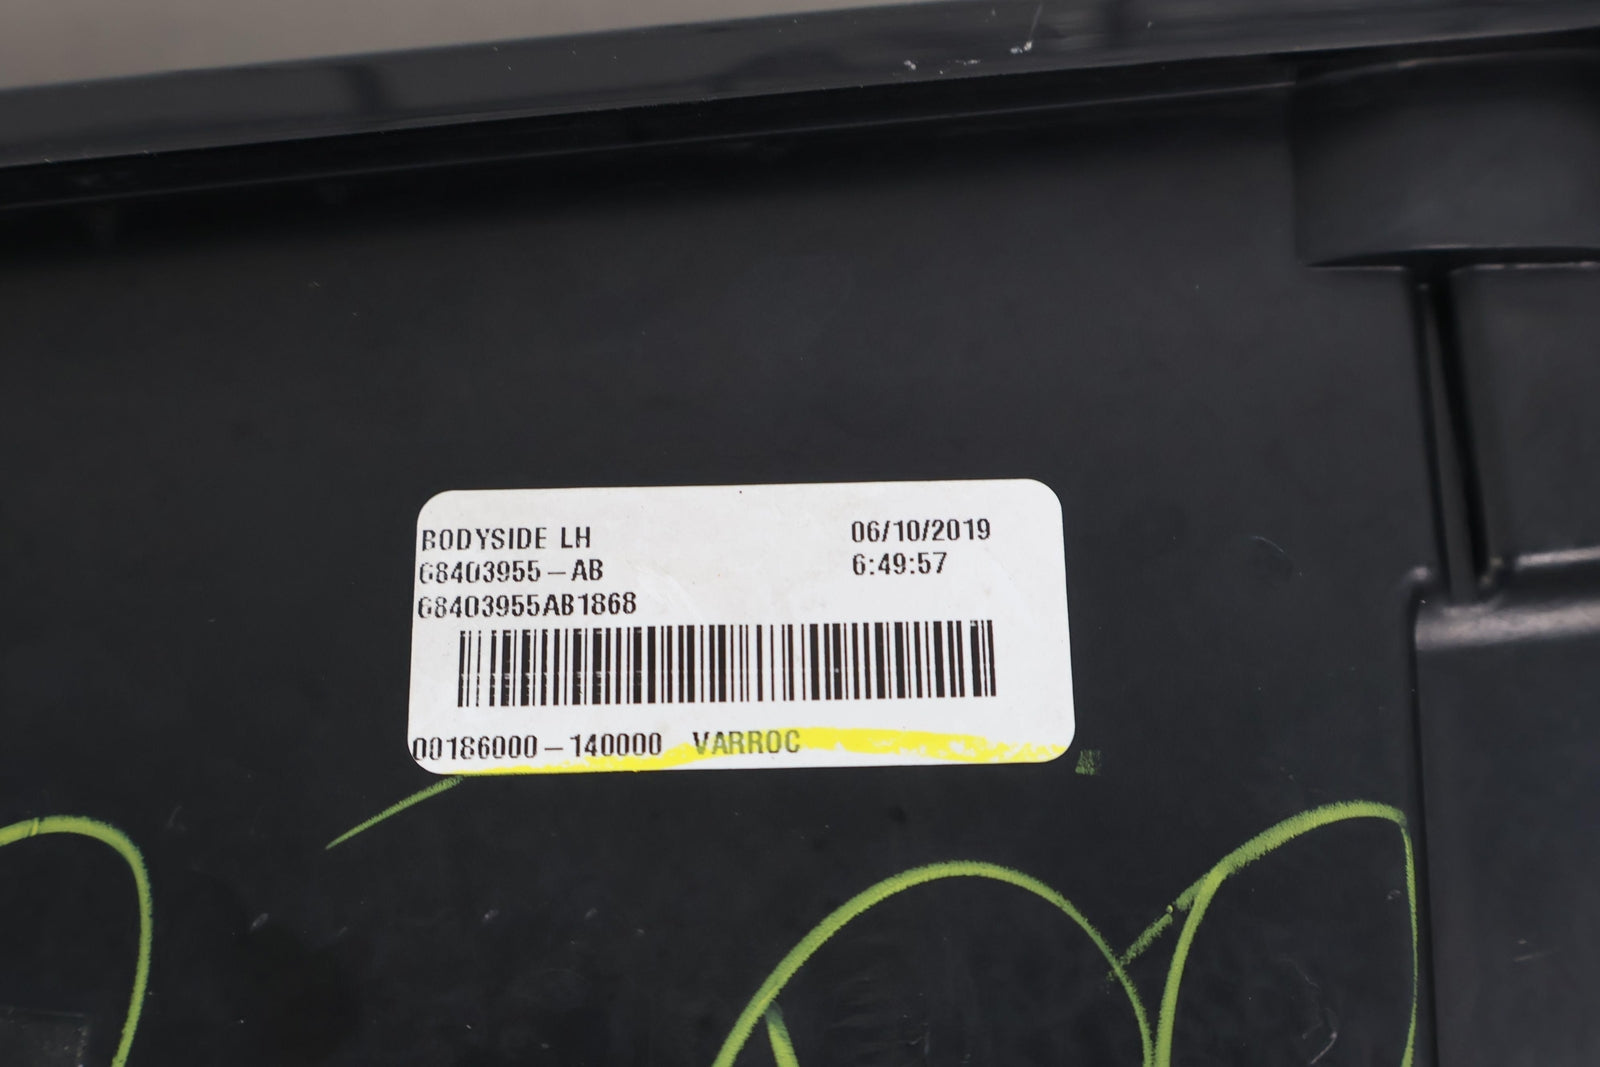 BODYSIDE LH 06/10/2019
68403955-AB 6:49:57
68403955AB1868
00186000-140000 VARROC